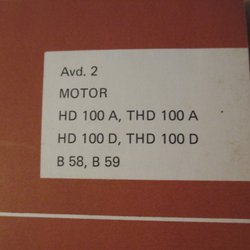 Avd. 2
MOTOR
HD 100 A, THD 100 A
HD 100 D, THD 100 D
B 58, B 59